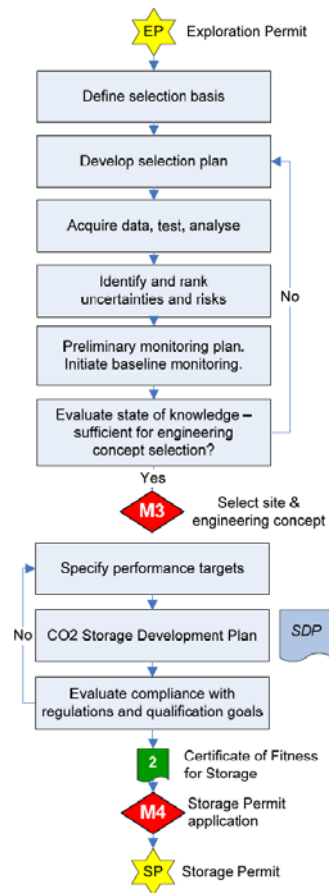 EP
Exploration Permit
Define selection basis
Develop selection plan
Acquire data, test, analyse
Identify and rank
uncertainties and risks
No
Preliminary monitoring plan.
Initiate baseline monitoring.
Evaluate state of knowledge –
sufficient for engineering
concept selection?
Yes
M3
Select site &
engineering concept
Specify performance targets
No
CO2 Storage Development Plan
SDP
Evaluate compliance with
regulations and qualification goals
2
Certificate of Fitness
for Storage
M4
Storage Permit
application
SP
Storage Permit